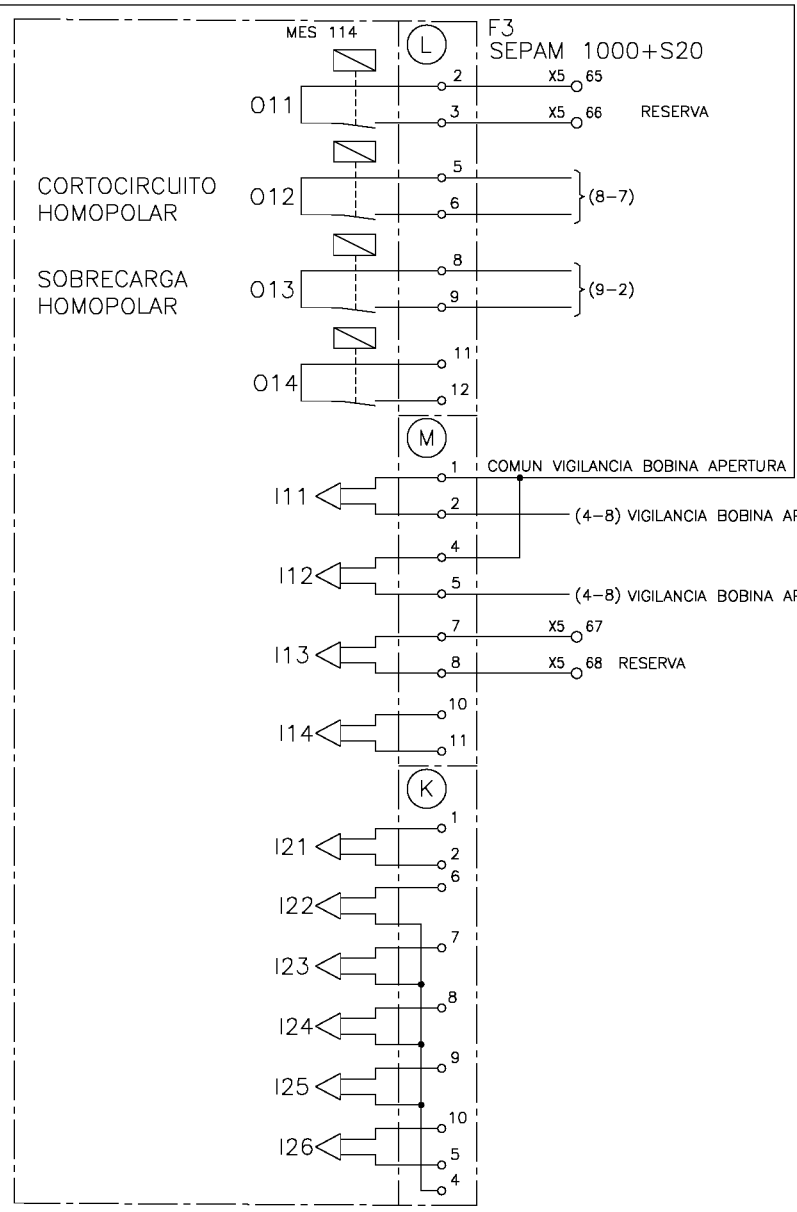 MES 114
L
F3
SEPAM 1000+S20
2 X5 65
O11
3 X5 66 RESERVA
CORTOCIRCUITO
HOMOPOLAR
O12
5
6
(8-7)
SOBRECARGA
HOMOPOLAR
O13
8
9
(9-2)
O14
11
12
M
1 COMUN VIGILANCIA BOBINA APERTURA
I11
2 (4-8) VIGILANCIA BOBINA AP
4
I12
5 (4-8) VIGILANCIA BOBINA AP
7 X5 67
I13
8 X5 68 RESERVA
10
I14
11
K
1
I21
2
6
I22
7
I23
8
I24
9
I25
10
I26
5
4